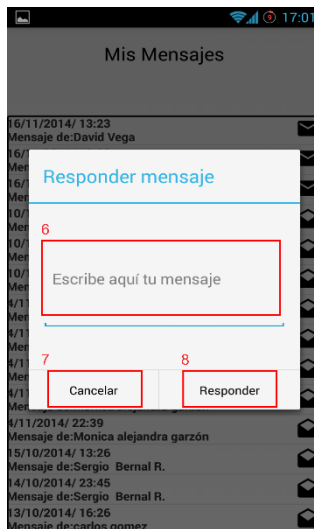 9
17:01
Mis Mensajes
16/11/2014/ 13:23
Mensaje de:David Vega
Responder mensaje
6
Escribe aquí tu mensaje
7
8
Cancelar
Responder
4/11/2014/ 22:39
Mensaje de:Monica alejandra garzón
15/10/2014/ 13:26
Mensaje de:Sergio Bernal R.
14/10/2014/ 23:45
Mensaje de:Sergio Bernal R.
13/10/2014/ 16:26
Mensaje de:carlos gomez